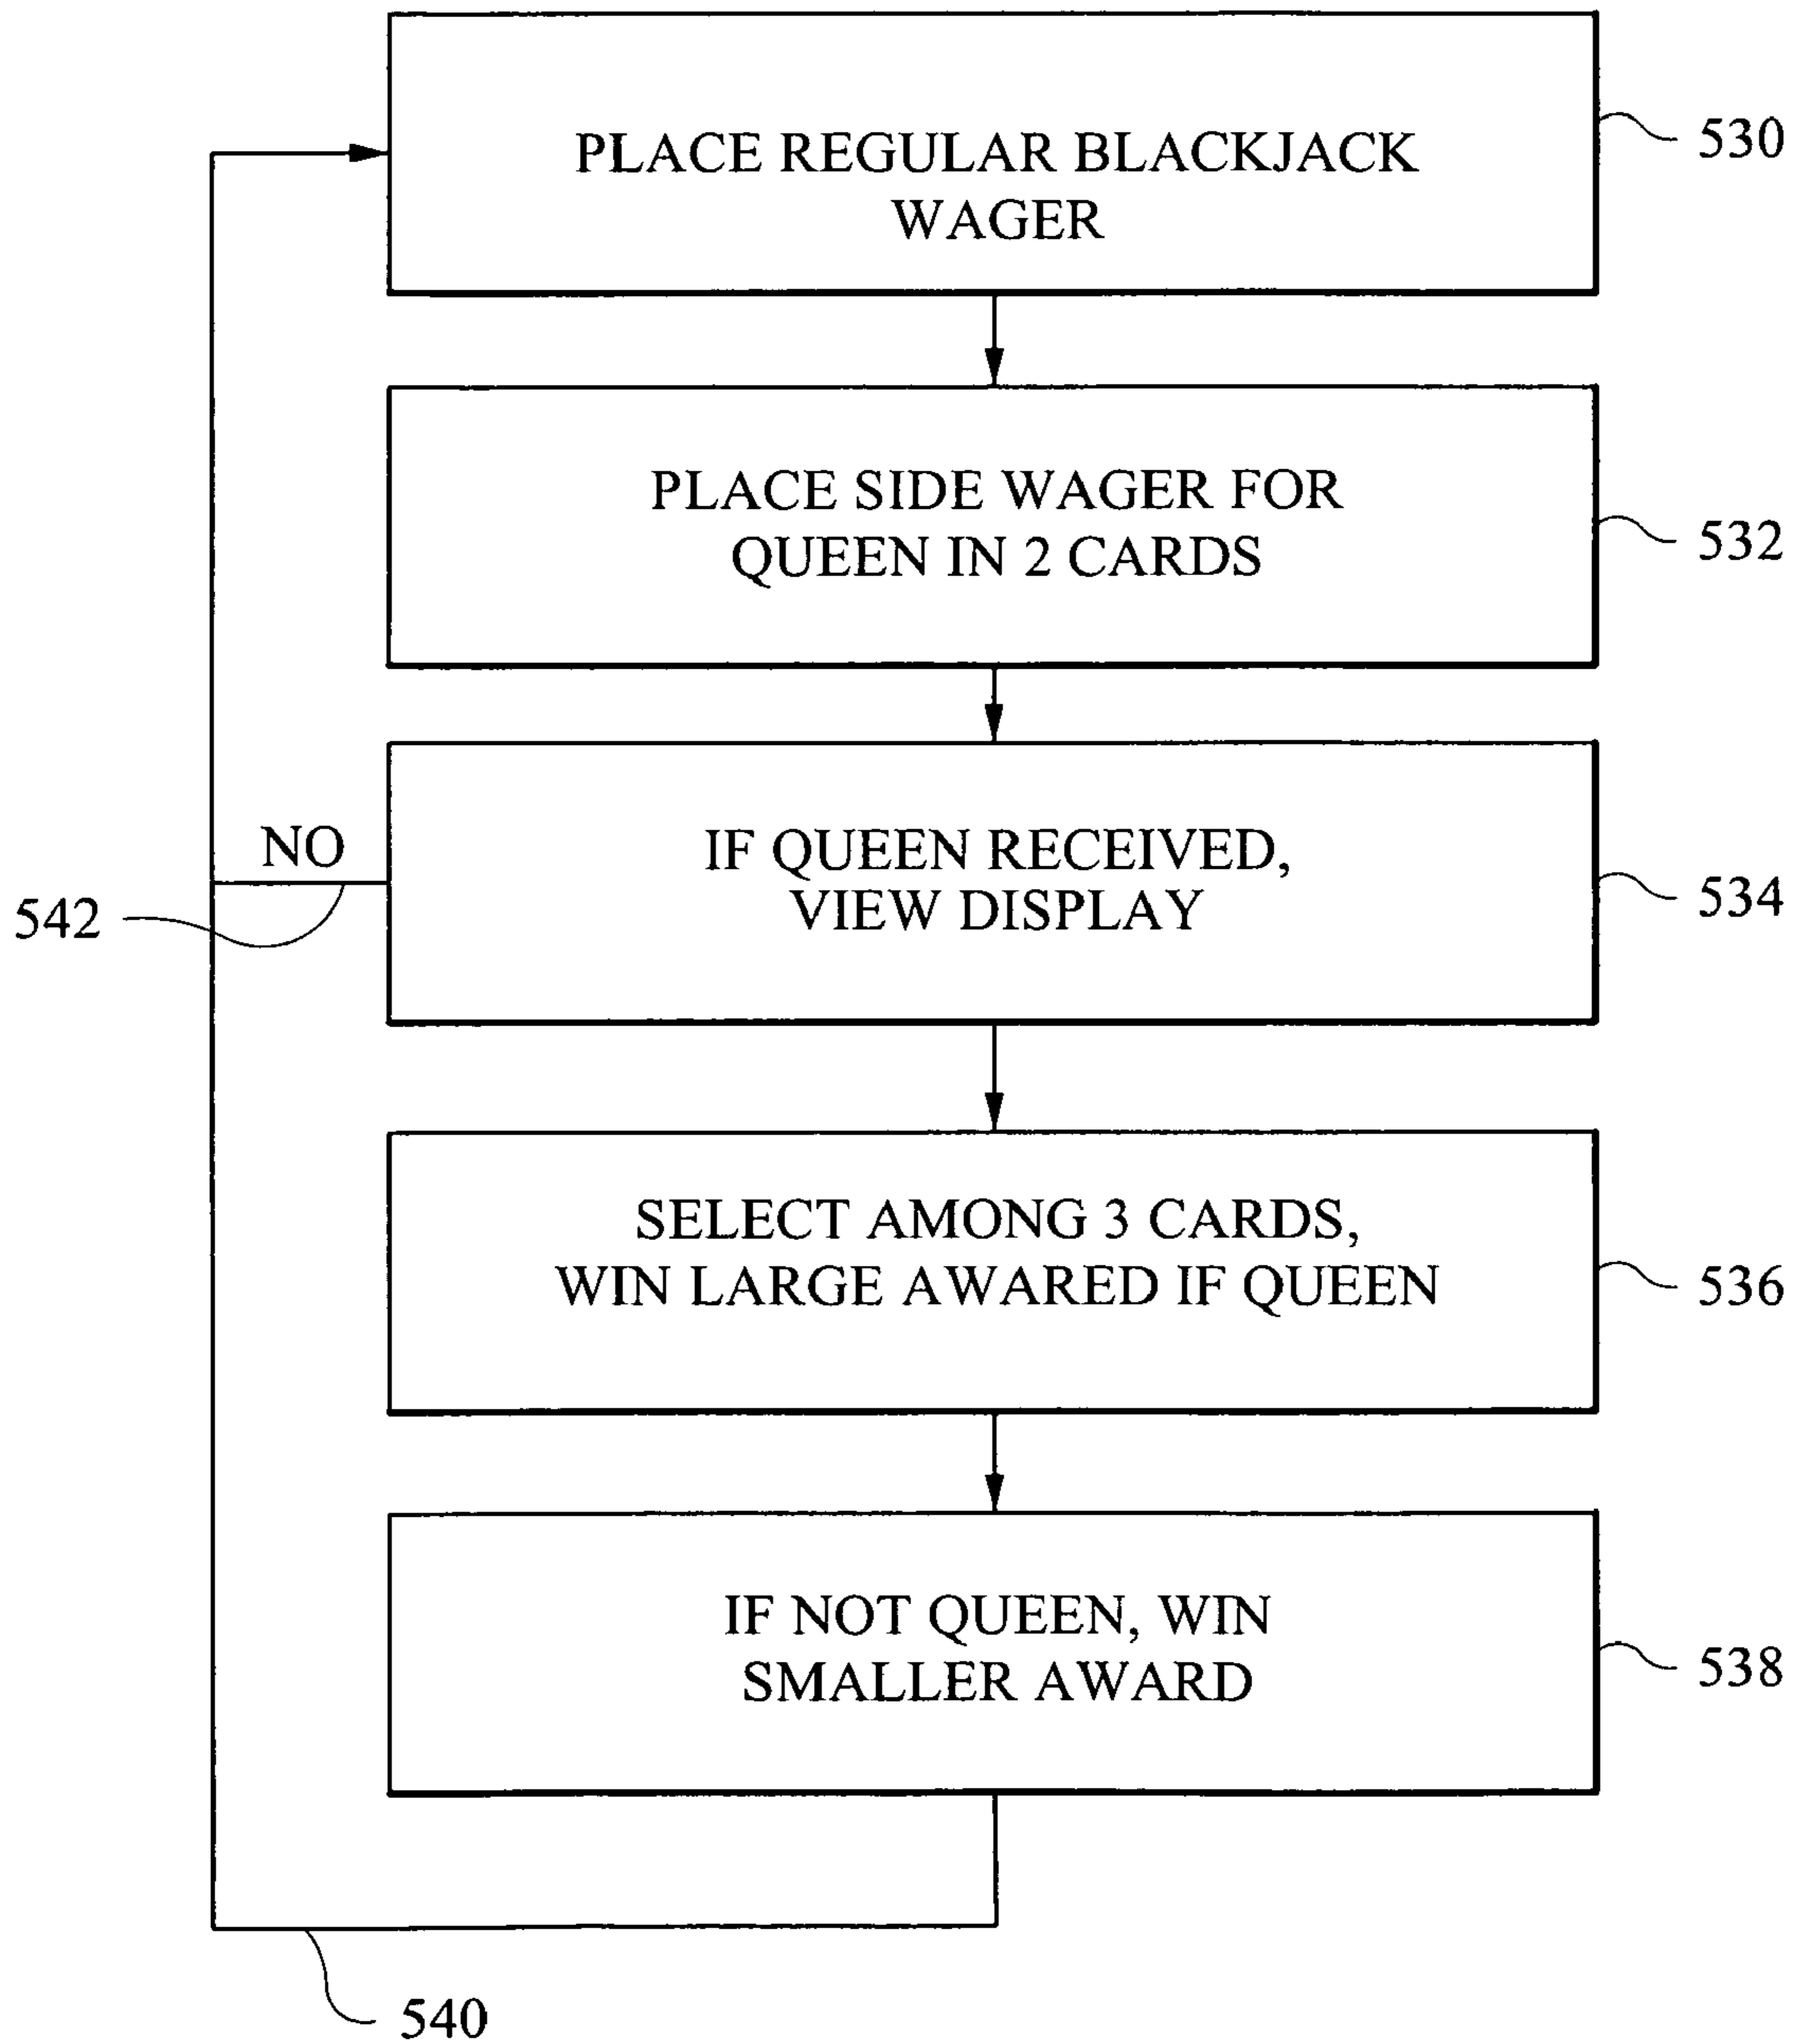 PLACE REGULAR BLACKJACK
WAGER
530
PLACE SIDE WAGER FOR
QUEEN IN 2 CARDS
532
NO
542
IF QUEEN RECEIVED,
VIEW DISPLAY
534
SELECT AMONG 3 CARDS,
WIN LARGE AWARED IF QUEEN
536
IF NOT QUEEN, WIN
SMALLER AWARD
538
540